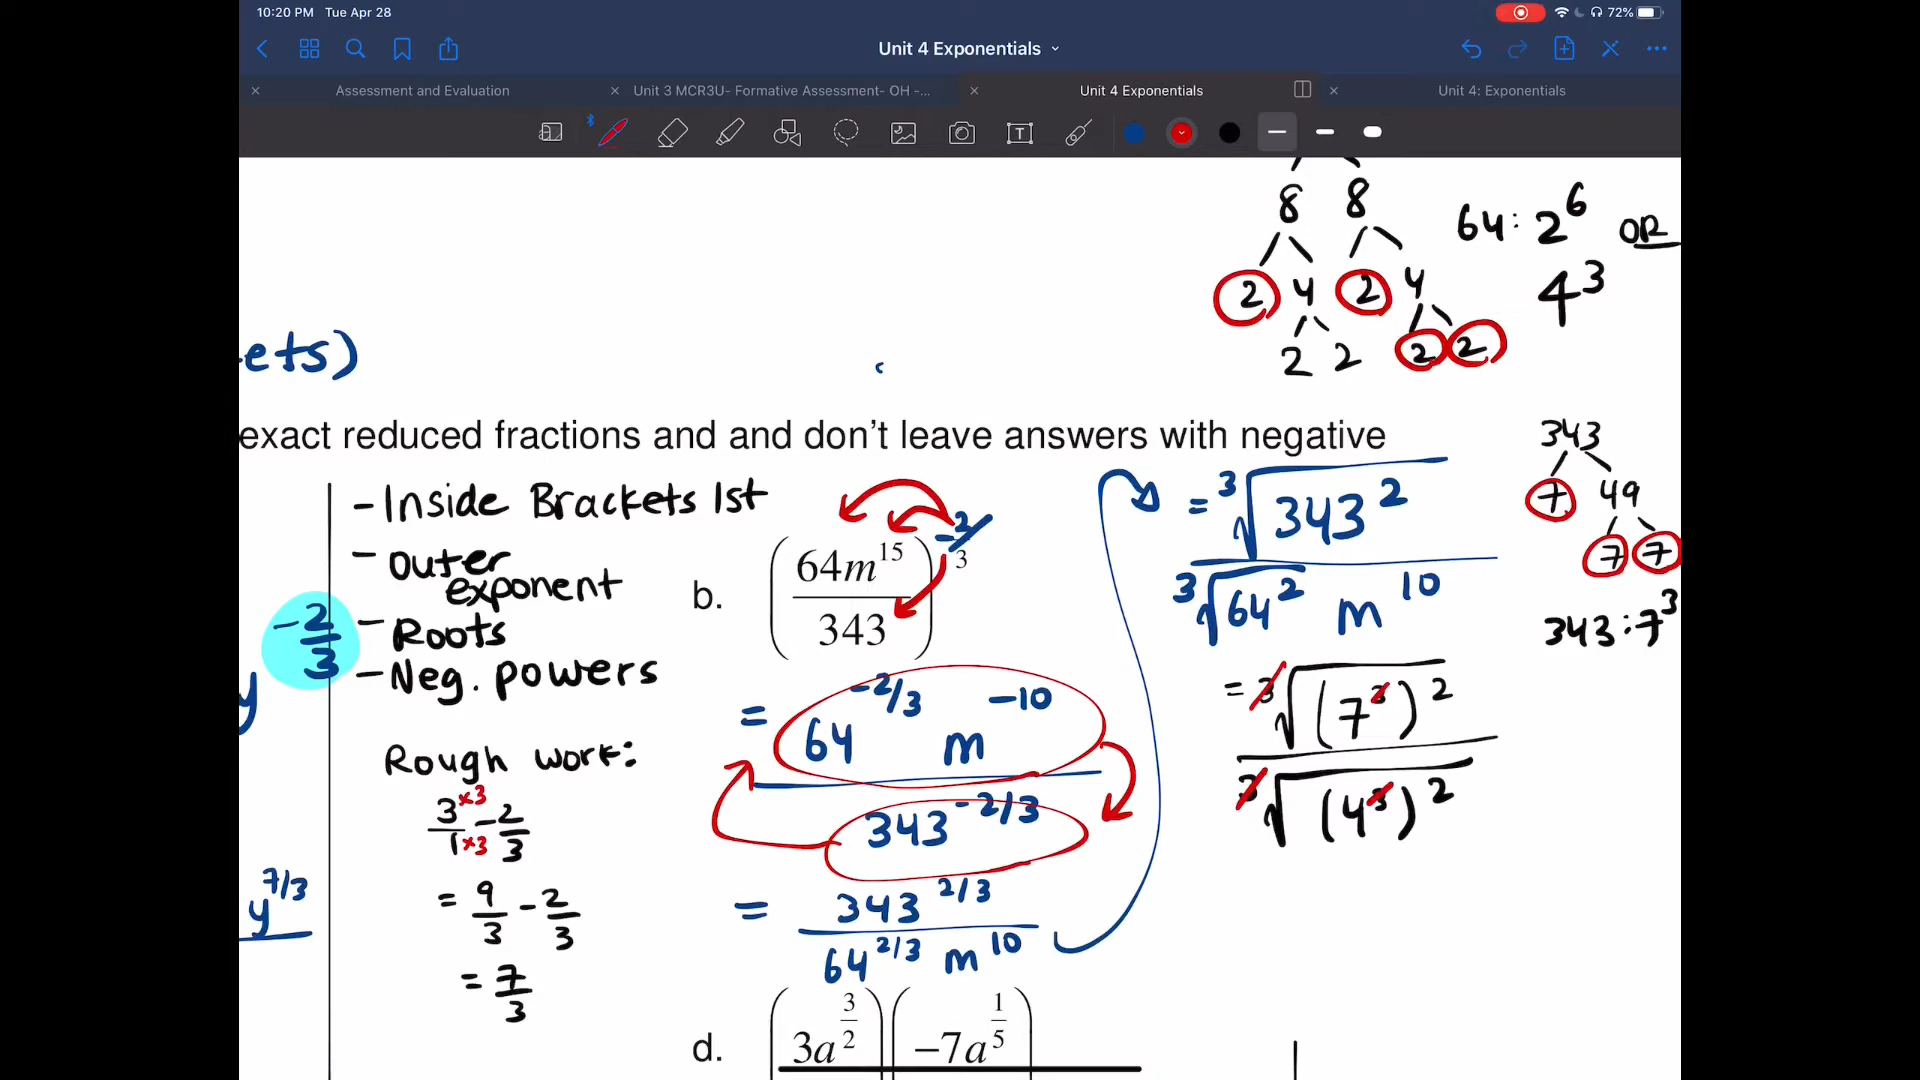 10:20 PM Tue Apr 28
72%
Unit 4 Exponentials
Assessment and Evaluation
Unit 3 MCR3U- Formative Assessment- OH -...
Unit 4 Exponentials
Unit 4: Exponentials
8 8
2 4 2 4
2 2 2 2
64: 2^6 OR
4^3
ets)
exact reduced fractions and and don't leave answers with negative
- Inside Brackets 1st
- outer
exponent
- Roots
- Neg. powers
-2/3
y
Rough work:
3×3/1×3 - 2/3
= 9/3 - 2/3
= 7/3
y^7/3
b. (64m^15/343)^-2/3
= 64^-2/3 m^-10
343^-2/3
= 343^2/3
64^2/3 m^10
= ³√343^2
³√64^2 m^10
= ³√(7^3)^2
³√(4^3)^2
343
7 49
7 7
343: 7^3
d. (3a^3/2)(-7a^1/5)